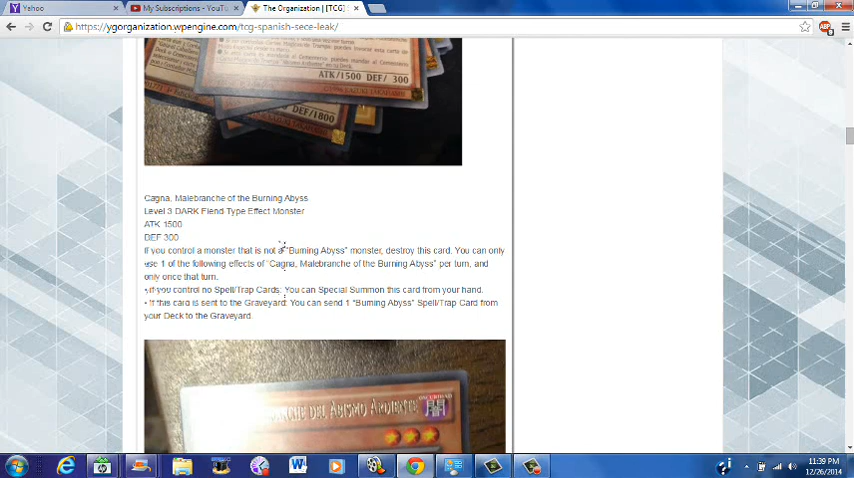 Yahoo
My Subscriptions - YouTu
The Organization | [TCG] S
https://ygorganization.wpengine.com/tcg-spanish-sece-leak/
ATK/1500 DEF/ 300
DEF/1800
Cagna, Malebranche of the Burning Abyss
Level 3 DARK Fiend Type Effect Monster
ATK 1500
DEF 300
If you control a monster that is not a "Burning Abyss" monster, destroy this card. You can only
use 1 of the following effects of "Cagna, Malebranche of the Burning Abyss" per turn, and
only once that turn.
• If you control no Spell/Trap Cards: You can Special Summon this card from your hand.
• If this card is sent to the Graveyard: You can send 1 "Burning Abyss" Spell/Trap Card from
your Deck to the Graveyard.
DEL ABISMO ARDIENTE
OSCURIDAD
闇
11:39 PM
12/26/2014